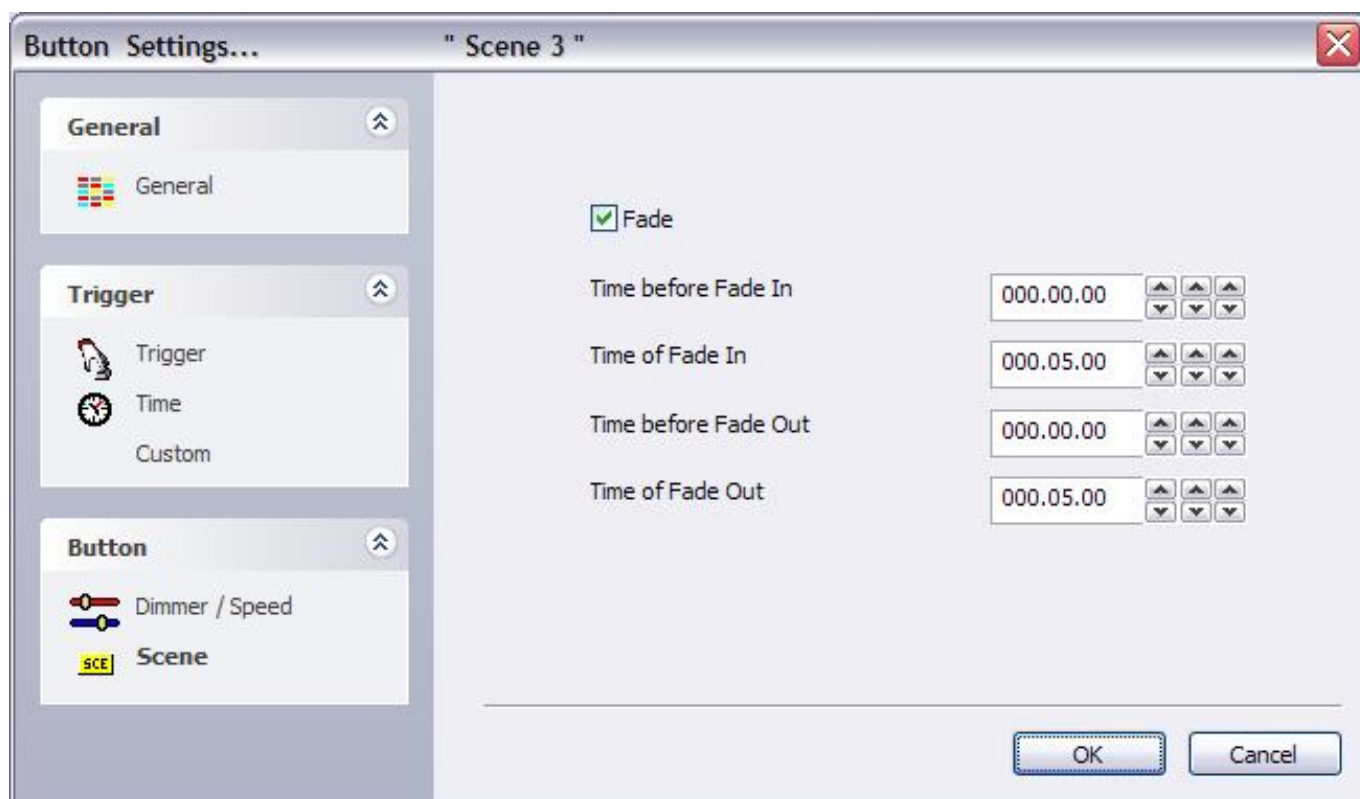 Button Settings... " Scene 3 "
General
General
Fade
Time before Fade In 000.00.00
Trigger
Trigger
Time of Fade In 000.05.00
Time
Time before Fade Out 000.00.00
Custom
Time of Fade Out 000.05.00
Button
Dimmer / Speed
SCE Scene
OK Cancel